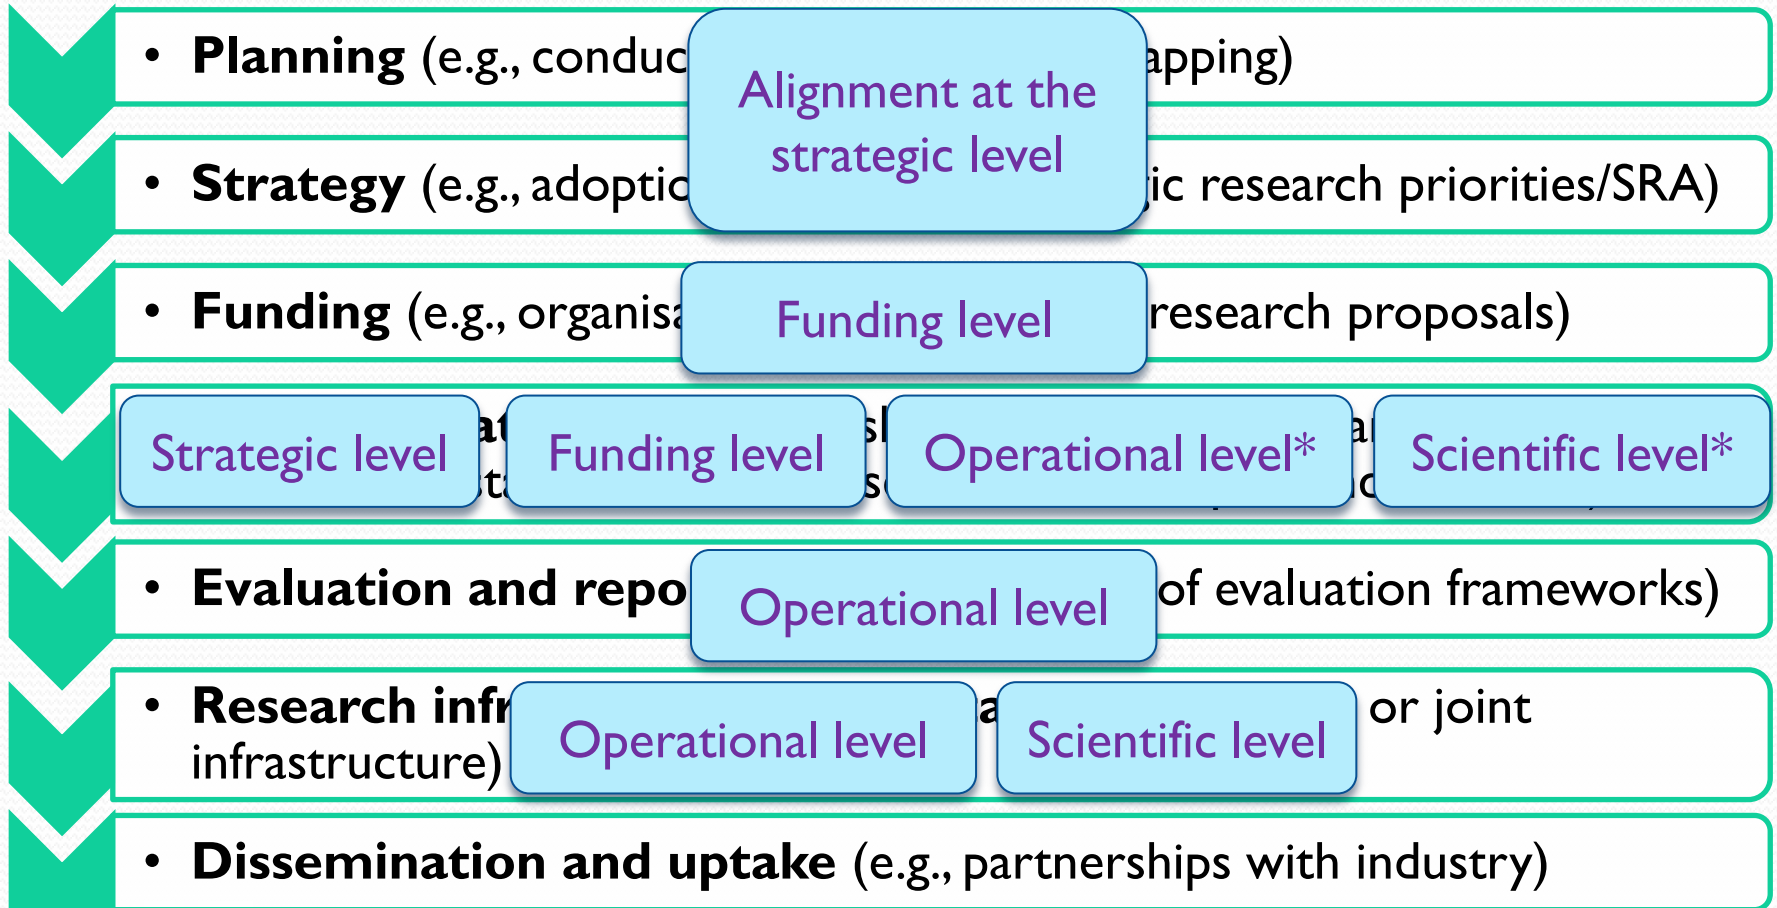 • Planning (e.g., conduc apping)
Alignment at the
strategic level
• Strategy (e.g., adoptio ic research priorities/SRA)
• Funding (e.g., organisa research proposals)
Funding level
Strategic level Funding level Operational level* Scientific level*
• Evaluation and repo of evaluation frameworks)
Operational level
• Research infr or joint
infrastructure)
Operational level Scientific level
• Dissemination and uptake (e.g., partnerships with industry)